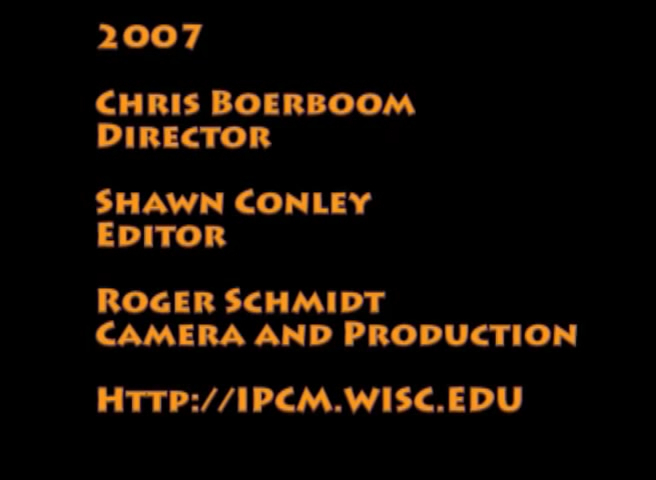 2007
Chris Boerboom
Director
Shawn Conley
Editor
Roger Schmidt
Camera and Production
Http://ipcm.wisc.edu